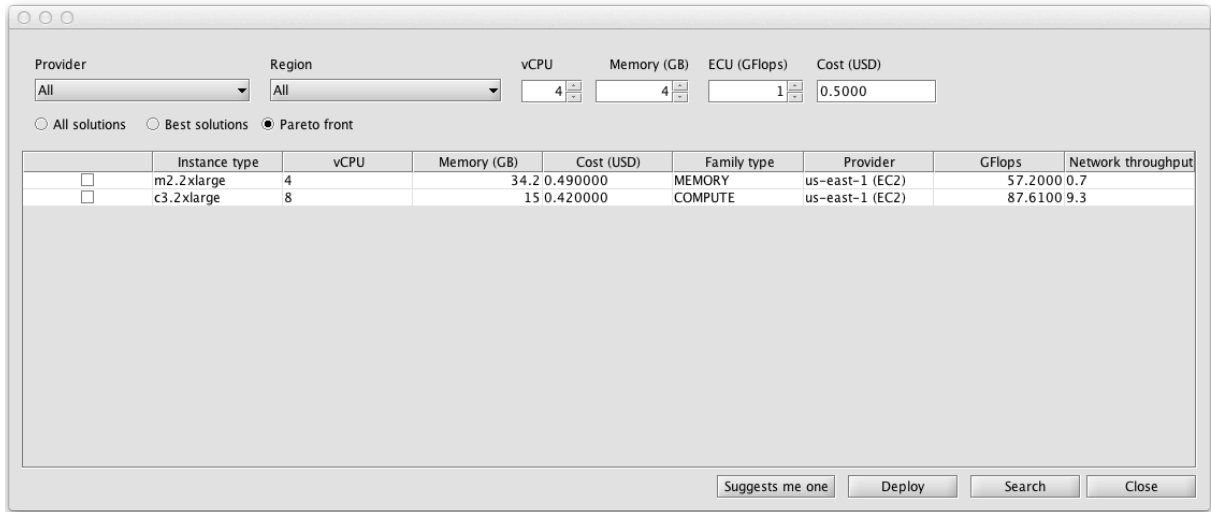 Provider Region vCPU Memory (GB) ECU (GFlops) Cost (USD)
All All 4 4 1 0.5000
All solutions Best solutions Pareto front
Instance type vCPU Memory (GB) Cost (USD) Family type Provider GFlops Network throughput
m2.2xlarge 4 34.2 0.490000 MEMORY us-east-1 (EC2) 57.2000 0.7
c3.2xlarge 8 15 0.420000 COMPUTE us-east-1 (EC2) 87.6100 9.3
Suggests me one Deploy Search Close